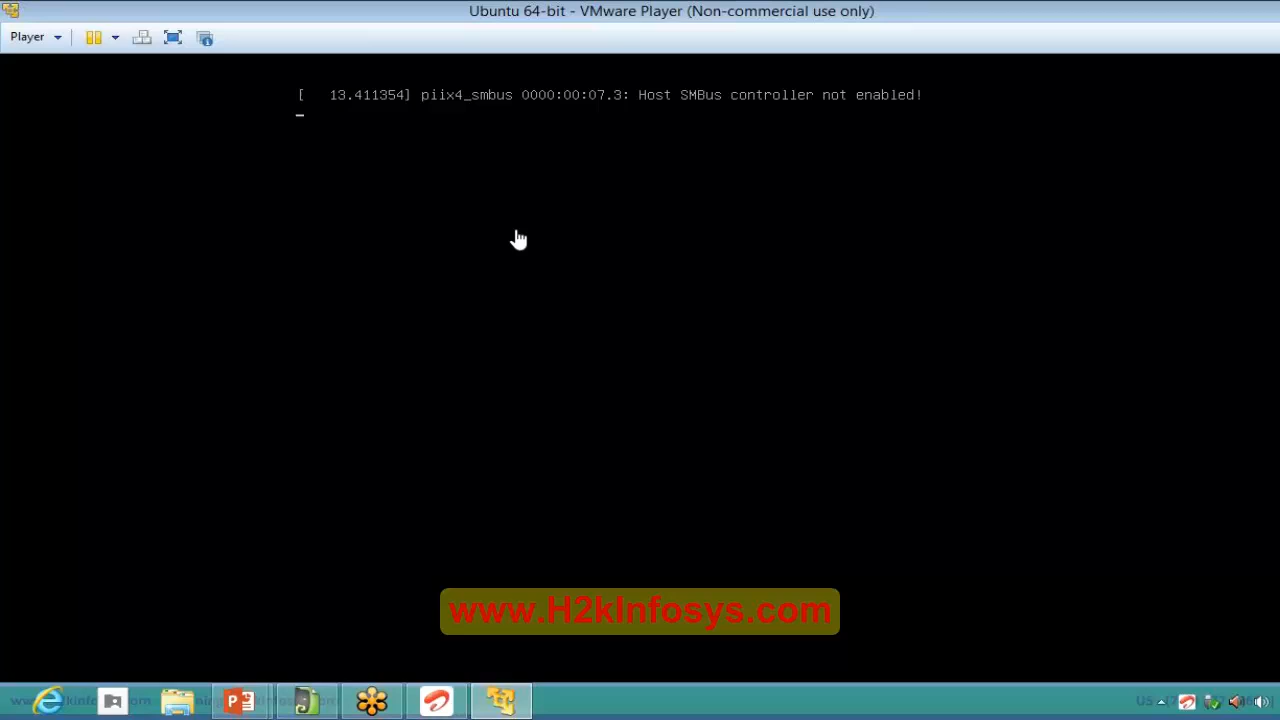 Ubuntu 64-bit - VMware Player (Non-commercial use only)
Player
[   13.411354] piix4_smbus 0000:00:07.3: Host SMBus controller not enabled!
www.H2kInfosys.com
US